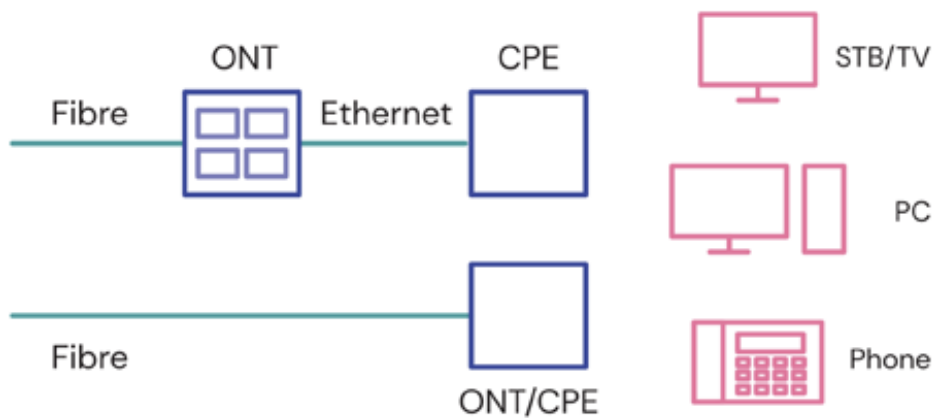 ONT
CPE
STB/TV
Fibre
Ethernet
PC
Fibre
Phone
ONT/CPE